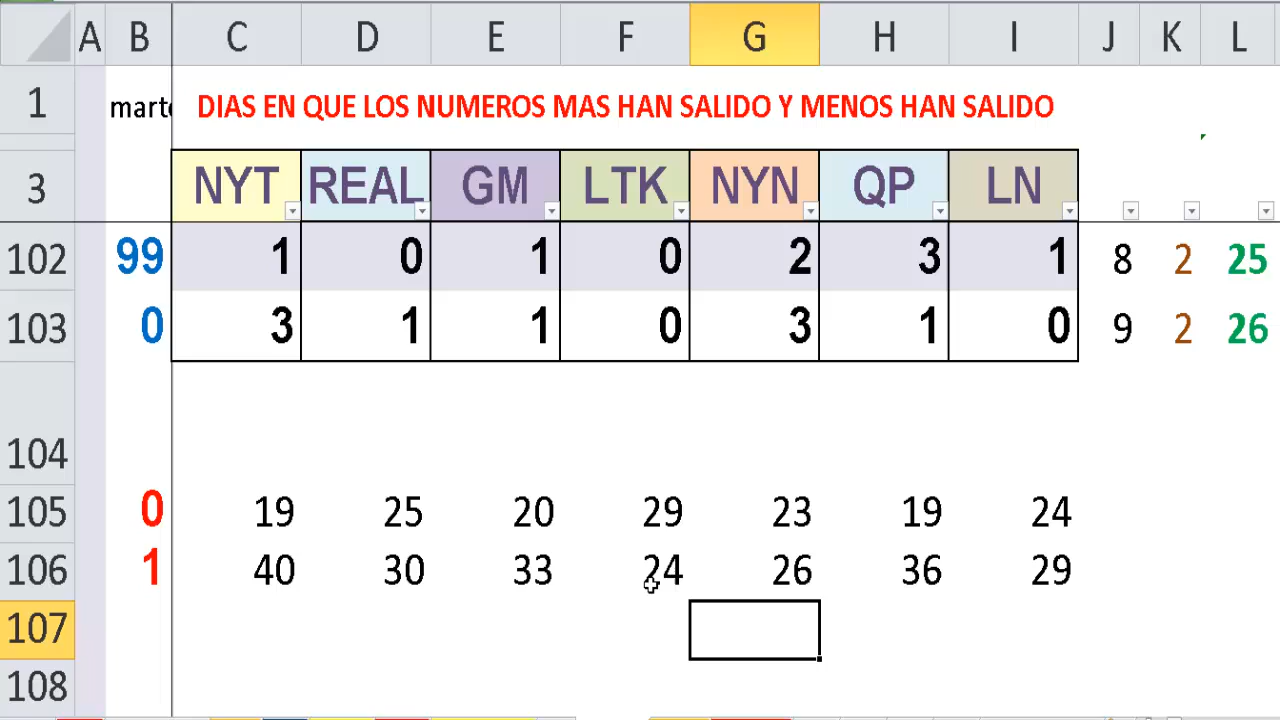 A B C D E F G H I J K L
1 marte DIAS EN QUE LOS NUMEROS MAS HAN SALIDO Y MENOS HAN SALIDO
3 NYT REAL GM LTK NYN QP LN
102 99 1 0 1 0 2 3 1 8 2 25
103 0 3 1 1 0 3 1 0 9 2 26
104
105 0 19 25 20 29 23 19 24
106 1 40 30 33 24 26 36 29
107
108